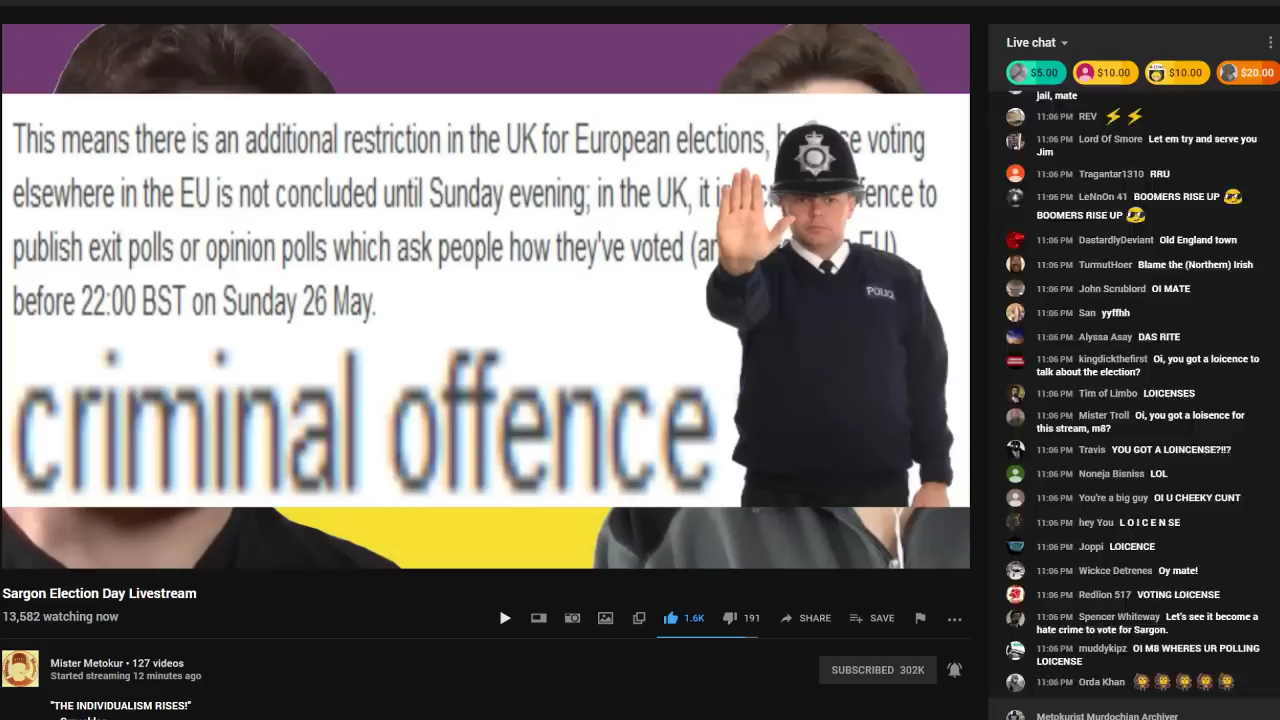 This means there is an additional restriction in the UK for European elections, voting
elsewhere in the EU is not concluded until Sunday evening; in the UK, it to
publish exit polls or opinion polls which ask people how they've voted EU)
before 22:00 BST on Sunday 26 May.
criminal offence
POLICE
Sargon Election Day Livestream
13,582 watching now
1.6K
191
SHARE
SAVE
Mister Metokur • 127 videos
Started streaming 12 minutes ago
SUBSCRIBED 302K
"THE INDIVIDUALISM RISES!"
Live chat
$5.00
$10.00
$10.00
$20.00
jail, mate
11:06 PM REV
11:06 PM Lord Of Smore Let em try and serve you
Jim
11:06 PM Tragantar1310 RRU
11:06 PM LeNnOn 41 BOOMERS RISE UP
BOOMERS RISE UP
11:06 PM DastardlyDeviant Old England town
11:06 PM TurmutHoer Blame the (Northern) Irish
11:06 PM John Scrublord OI MATE
11:06 PM San yyffhh
11:06 PM Alyssa Asay DAS RITE
11:06 PM kingdickthefirst Oi, you got a loicence to
talk about the election?
11:06 PM Tim of Limbo LOICENSES
11:06 PM Mister Troll Oi, you got a loisence for
this stream, m8?
11:06 PM Travis YOU GOT A LOINCENSE?!!?
11:06 PM Noneja Bisniss LOL
11:06 PM You're a big guy OI U CHEEKY CUNT
11:06 PM hey You L O I C E N S E
11:06 PM Joppi LOICENCE
11:06 PM Wickce Detrenes Oy mate!
11:06 PM Redlion 517 VOTING LOICENSE
11:06 PM Spencer Whiteway Let's see it become a
hate crime to vote for Sargon.
11:06 PM muddykipz OI M8 WHERES UR POLLING
LOICENSE
11:06 PM Orda Khan
Metokurist Murdochian Archiver